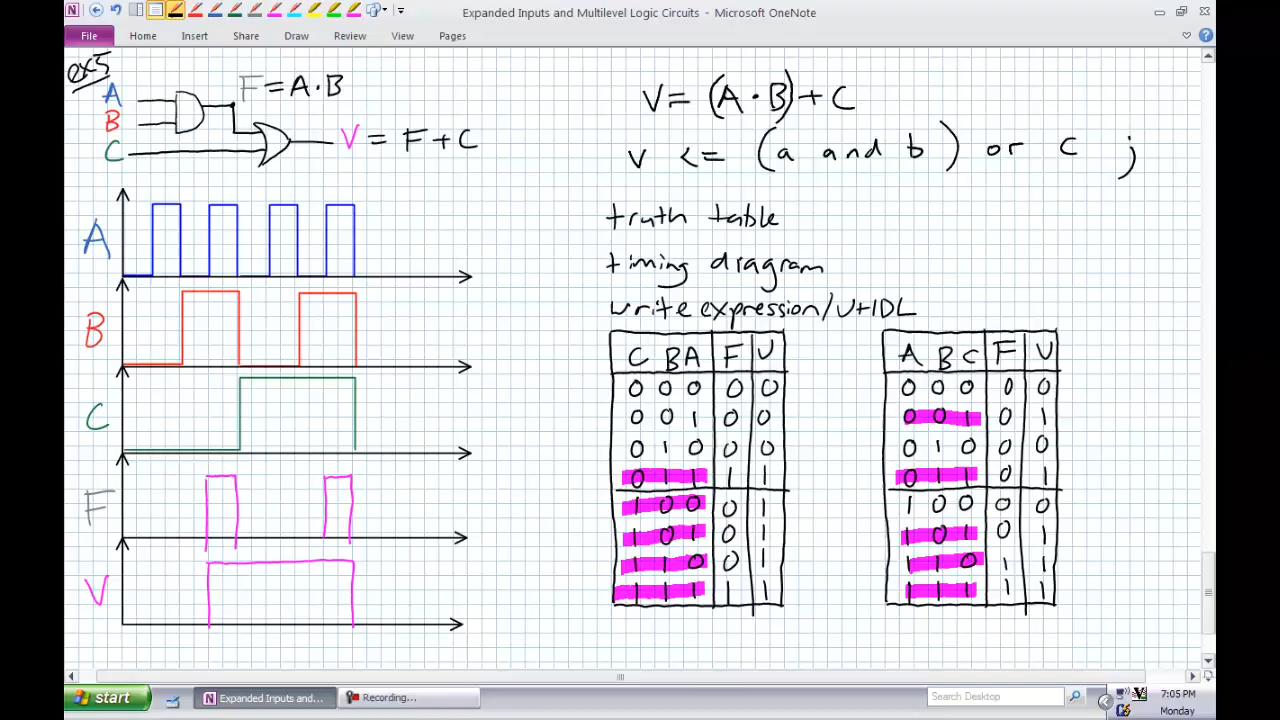 Expanded Inputs and Multilevel Logic Circuits - Microsoft OneNote
File Home Insert Share Draw Review View Pages
ex5
A
B
C
F = A · B
V = F + C
V = (A · B) + C
v <= (a and b) or c ;
truth table
timing diagram
write expression/VHDL
A
B
C
F
V
C B A F V
0 0 0 0 0
0 0 1 0 0
0 1 0 0 0
0 1 1 1 1
1 0 0 0 1
1 0 1 0 1
1 1 0 0 1
1 1 1 1 1
A B C F V
0 0 0 0 0
0 0 1 0 1
0 1 0 0 0
0 1 1 0 1
1 0 0 0 0
1 0 1 0 1
1 1 0 1 1
1 1 1 1 1
start
Expanded Inputs and...
Recording...
Search Desktop
7:05 PM
Monday